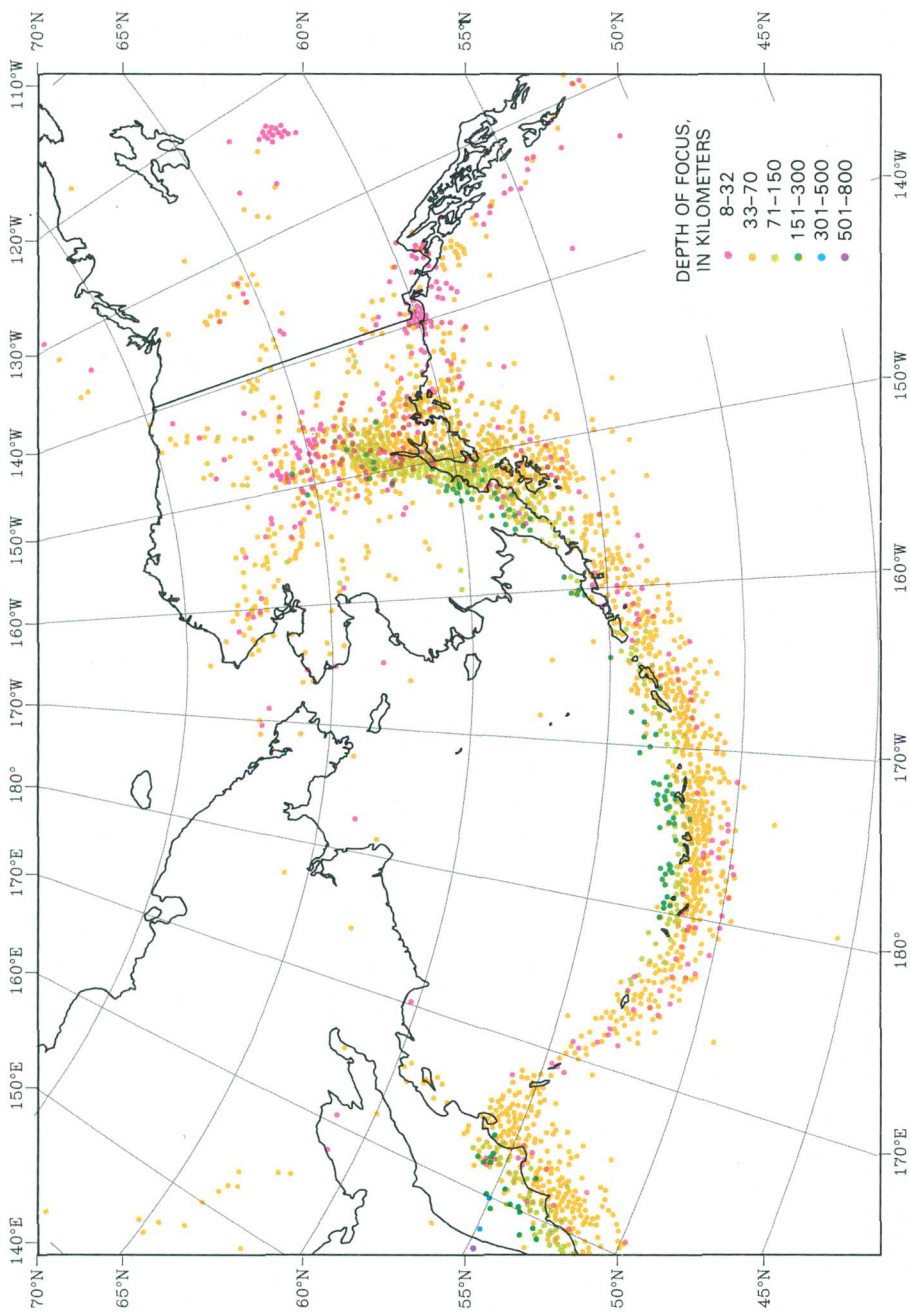 140°E
150°E
160°E
170°E
180°
170°W
160°W
150°W
140°W
130°W
120°W
110°W
70°N
65°N
60°N
55°N
50°N
45°N
70°N
65°N
60°N
55°N
50°N
45°N
170°E
180°
170°W
160°W
150°W
140°W
DEPTH OF FOCUS,
IN KILOMETERS
8–32
33–70
71–150
151–300
301–500
501–800